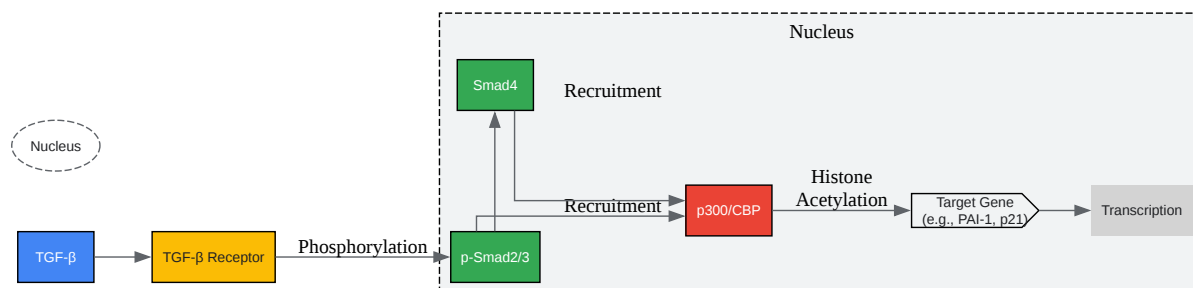 Nucleus
Smad4
Recruitment
Nucleus
Histone
Acetylation
Recruitment
p300/CBP
Target Gene
(e.g., PAI-1, p21)
Transcription
TGF-β
TGF-β Receptor
Phosphorylation
p-Smad2/3